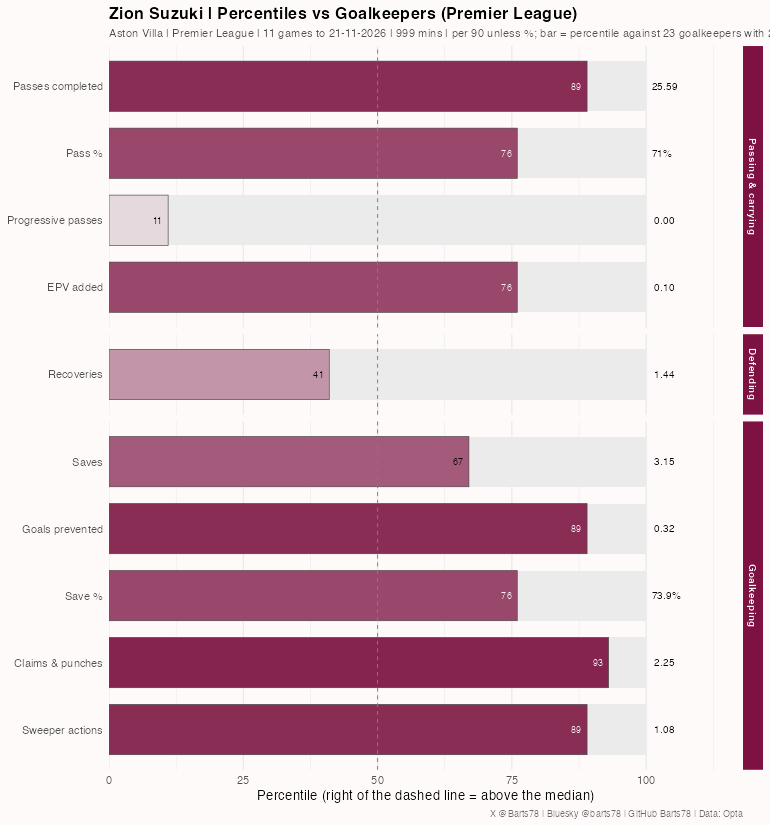 Zion Suzuki | Percentiles vs Goalkeepers (Premier League)
Aston Villa | Premier League | 11 games to 21-11-2026 | 999 mins | per 90 unless %; bar = percentile against 23 goalkeepers with
Passes completed 89 25.59
Pass % 76 71%
Progressive passes 11 0.00
EPV added 76 0.10
Passing & carrying
Recoveries 41 1.44
Defending
Saves 67 3.15
Goals prevented 89 0.32
Save % 76 73.9%
Claims & punches 93 2.25
Sweeper actions 89 1.08
Goalkeeping
0 25 50 75 100
Percentile (right of the dashed line = above the median)
X @Barts78 | Bluesky @barts78 | GitHub Barts78 | Data: Opta